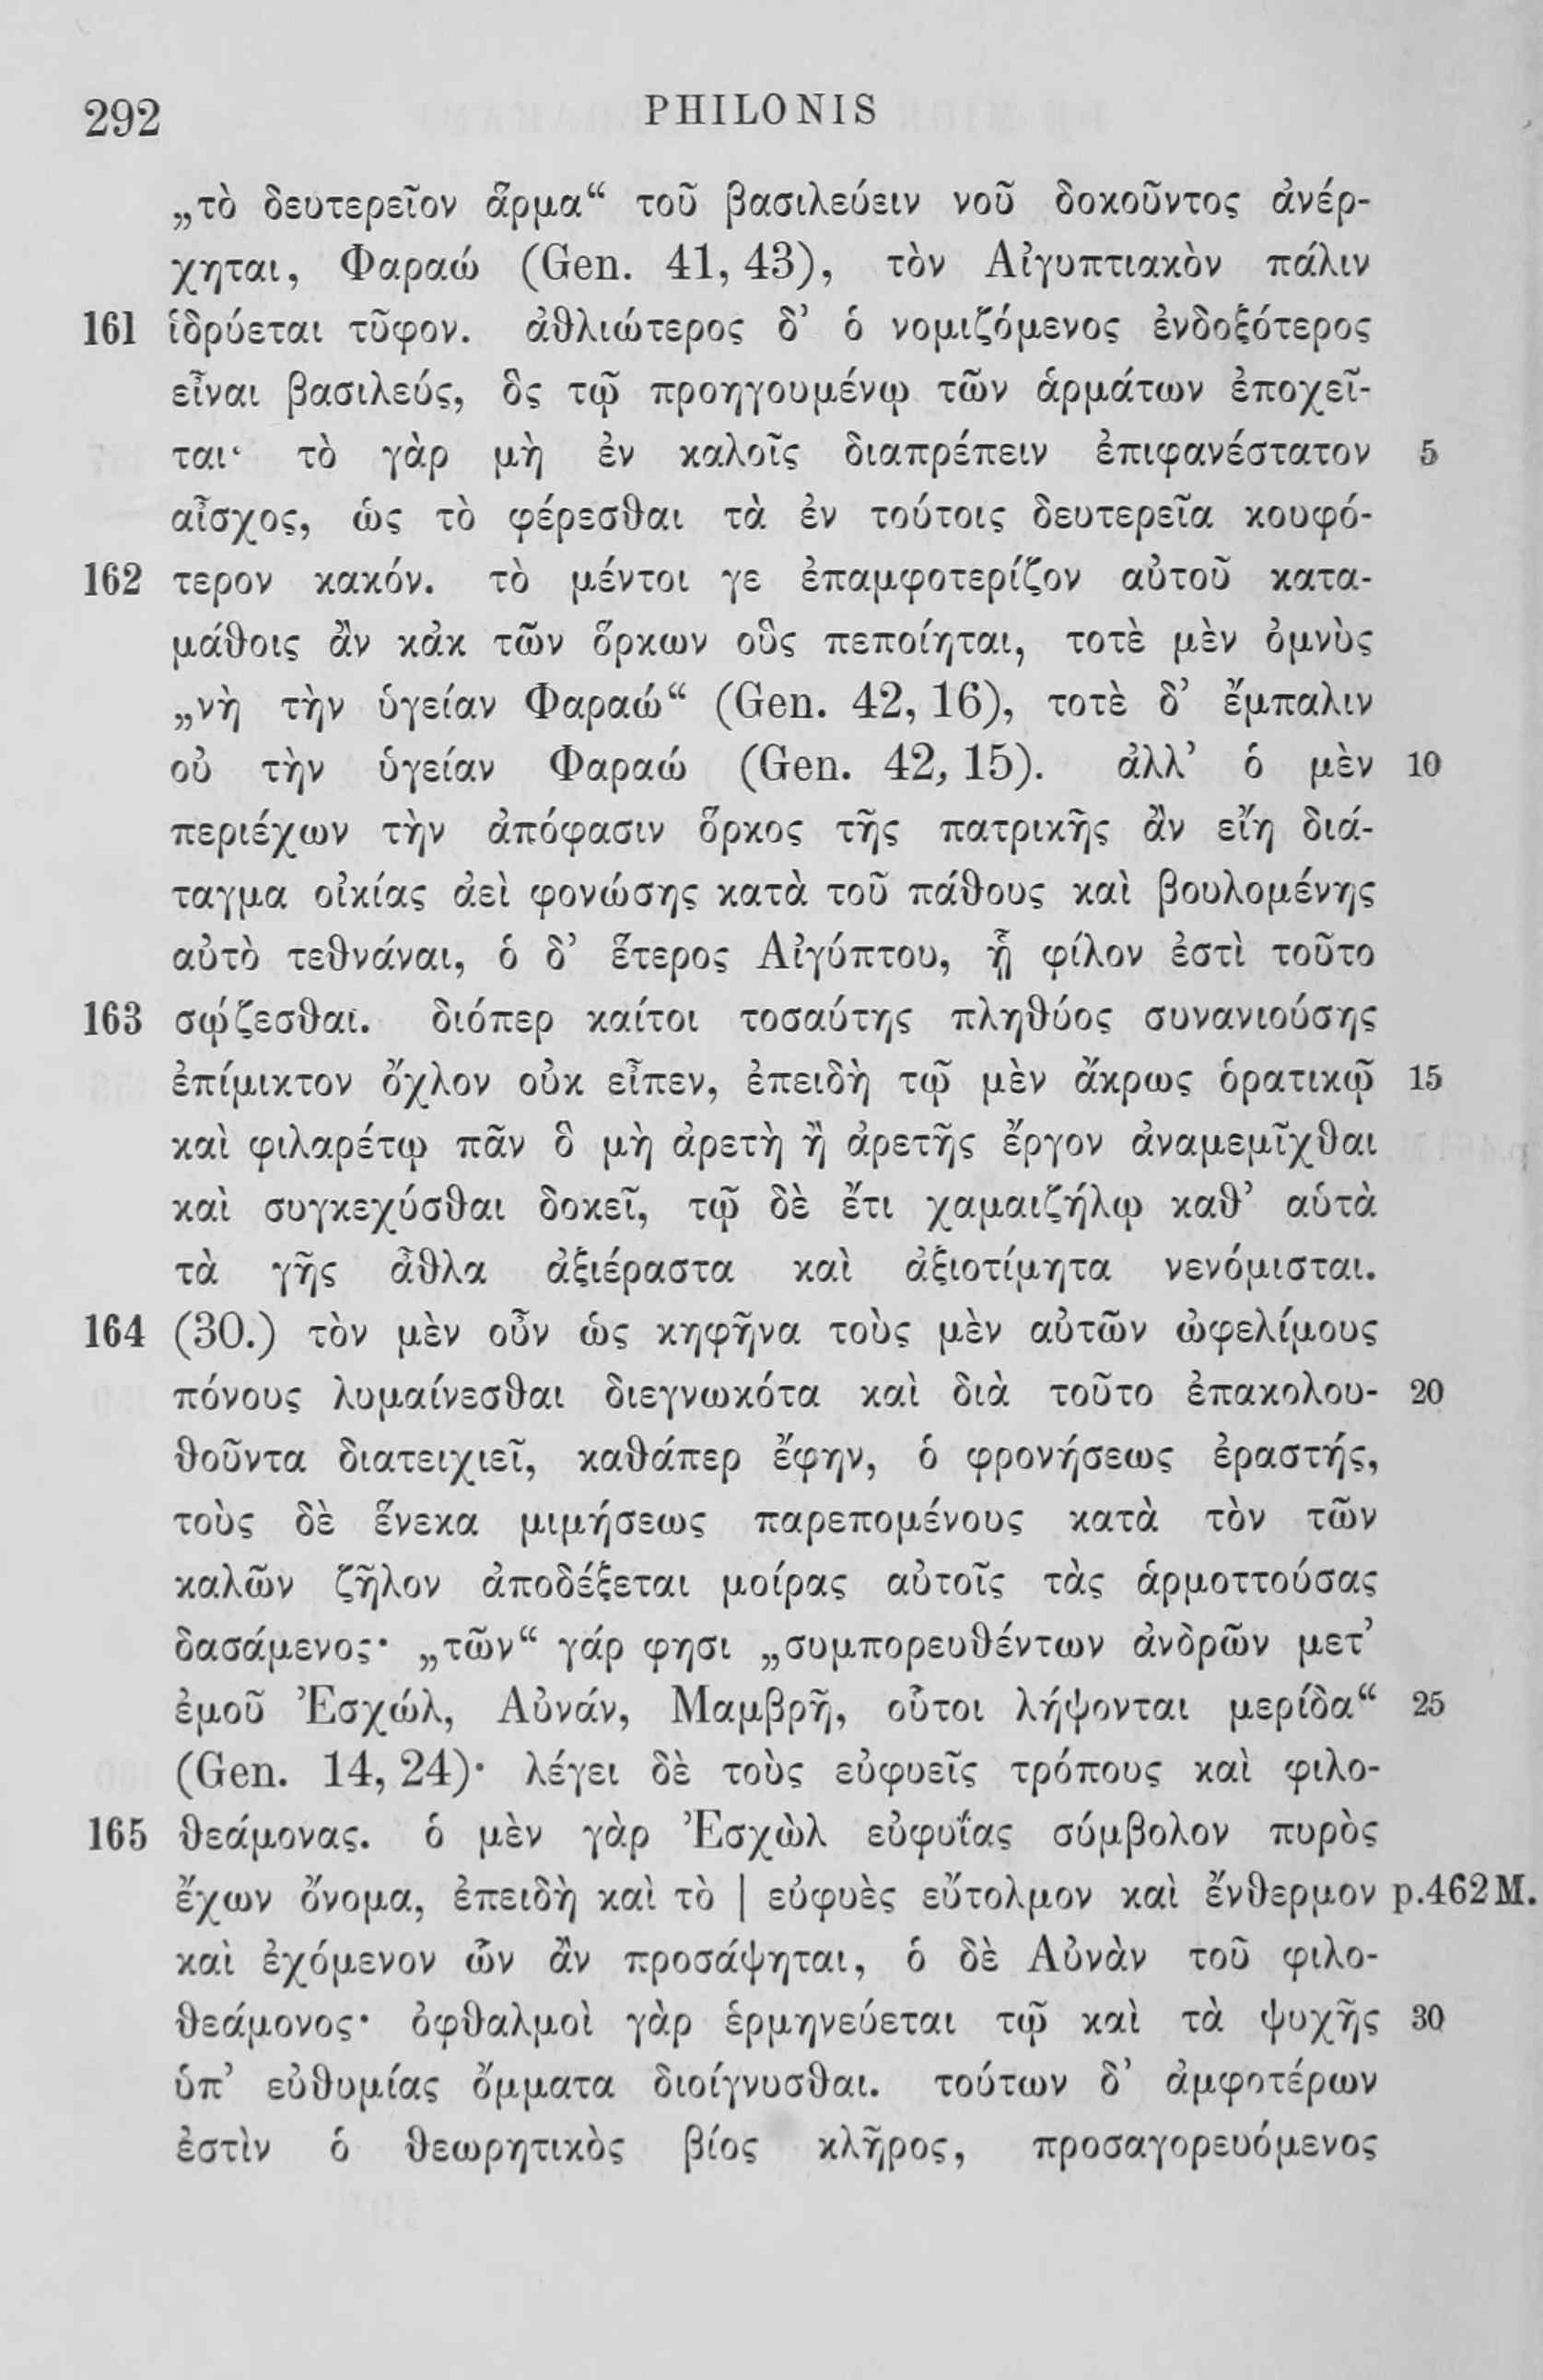 292 PHILONIS
„τὸ δευτερεῖον ἅρμα“ τοῦ βασιλεύειν νοῦ δοκοῦντος ἀνέρ-
χηται, Φαραώ (Gen. 41, 43), τὸν Αἰγυπτιακὸν πάλιν
161 ἱδρύεται τῦφον. ἀθλιώτερος δ’ ὁ νομιζόμενος ἐνδοξότερος
εἶναι βασιλεύς, ὃς τῷ προηγουμένῳ τῶν ἁρμάτων ἐποχεῖ-
ται· τὸ γὰρ μὴ ἐν καλοῖς διαπρέπειν ἐπιφανέστατον 5
αἶσχος, ὡς τὸ φέρεσθαι τὰ ἐν τούτοις δευτερεῖα κουφό-
162 τερον κακόν. τὸ μέντοι γε ἐπαμφοτερίζον αὐτοῦ κατα-
μάθοις ἂν κἀκ τῶν ὅρκων οὓς πεποίηται, τοτὲ μὲν ὀμνὺς
„νὴ τὴν ὑγείαν Φαραώ“ (Gen. 42, 16), τοτὲ δ’ ἔμπαλιν
οὐ τὴν ὑγείαν Φαραώ (Gen. 42, 15). ἀλλ’ ὁ μὲν 10
περιέχων τὴν ἀπόφασιν ὅρκος τῆς πατρικῆς ἂν εἴη διά-
ταγμα οἰκίας ἀεὶ φονώσης κατὰ τοῦ πάθους καὶ βουλομένης
αὐτὸ τεθνάναι, ὁ δ’ ἕτερος Αἰγύπτου, ᾗ φίλον ἐστὶ τοῦτο
163 σῴζεσθαι. διόπερ καίτοι τοσαύτης πληθύος συνανιούσης
ἐπίμικτον ὄχλον οὐκ εἶπεν, ἐπειδὴ τῷ μὲν ἄκρως ὁρατικῷ 15
καὶ φιλαρέτῳ πᾶν ὃ μὴ ἀρετὴ ἢ ἀρετῆς ἔργον ἀναμεμῖχθαι
καὶ συγκεχύσθαι δοκεῖ, τῷ δὲ ἔτι χαμαιζήλῳ καθ’ αὑτὰ
τὰ γῆς ἆθλα ἀξιέραστα καὶ ἀξιοτίμητα νενόμισται.
164 (30.) τὸν μὲν οὖν ὡς κηφῆνα τοὺς μὲν αὐτῶν ὠφελίμους
πόνους λυμαίνεσθαι διεγνωκότα καὶ διὰ τοῦτο ἐπακολου- 20
θοῦντα διατειχιεῖ, καθάπερ ἔφην, ὁ φρονήσεως ἐραστής,
τοὺς δὲ ἕνεκα μιμήσεως παρεπομένους κατὰ τὸν τῶν
καλῶν ζῆλον ἀποδέξεται μοίρας αὐτοῖς τὰς ἁρμοττούσας
δασάμενος· „τῶν“ γάρ φησι „συμπορευθέντων ἀνδρῶν μετ’
ἐμοῦ Ἐσχώλ, Αὐνάν, Μαμβρῆ, οὗτοι λήψονται μερίδα“ 25
(Gen. 14, 24)· λέγει δὲ τοὺς εὐφυεῖς τρόπους καὶ φιλο-
165 θεάμονας. ὁ μὲν γὰρ Ἐσχὼλ εὐφυΐας σύμβολον πυρὸς
ἔχων ὄνομα, ἐπειδὴ καὶ τὸ | εὐφυὲς εὔτολμον καὶ ἔνθερμον p.462 M.
καὶ ἐχόμενον ὧν ἂν προσάψηται, ὁ δὲ Αὐνὰν τοῦ φιλο-
θεάμονος· ὀφθαλμοὶ γὰρ ἑρμηνεύεται τῷ καὶ τὰ ψυχῆς 30
ὑπ’ εὐθυμίας ὄμματα διοίγνυσθαι. τούτων δ’ ἀμφοτέρων
ἐστὶν ὁ θεωρητικὸς βίος κλῆρος, προσαγορευόμενος